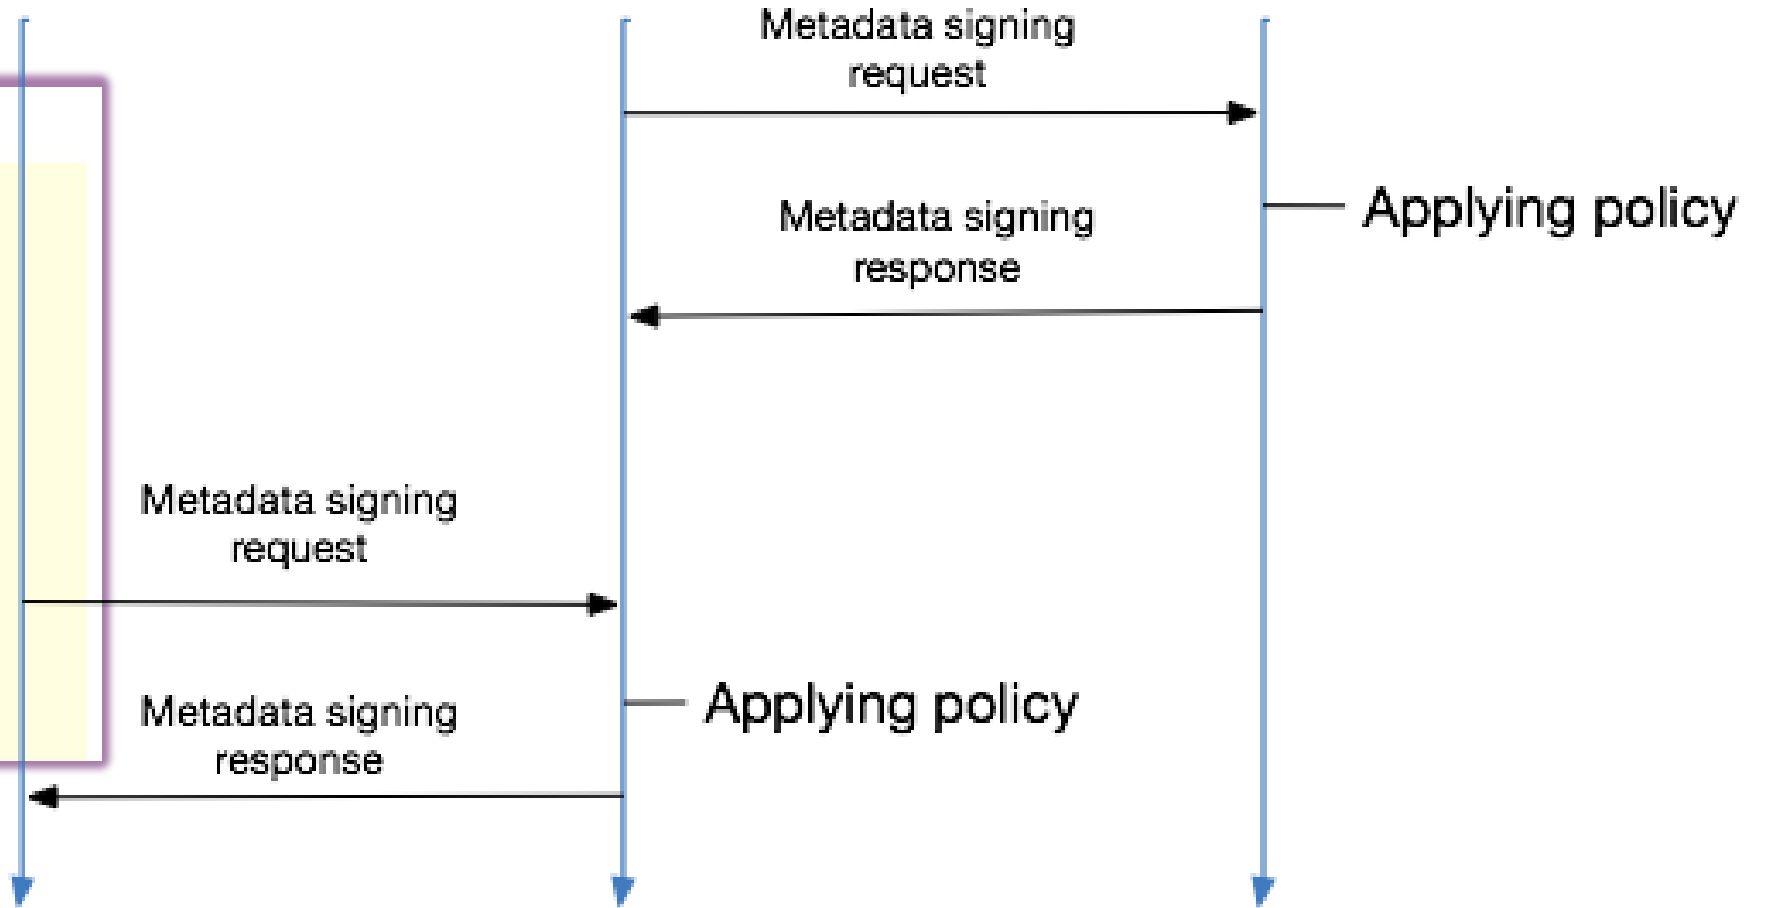 Metadata signing
request
Applying policy
Metadata signing
response
Metadata signing
request
Applying policy
Metadata signing
response